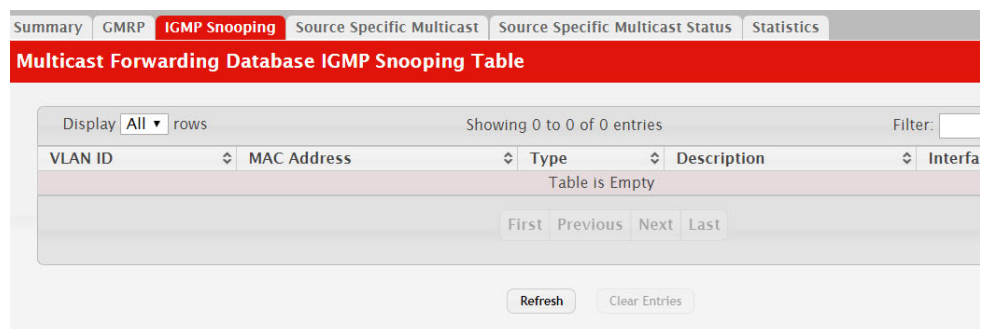 Summary GMRP IGMP Snooping Source Specific Multicast Source Specific Multicast Status Statistics
Multicast Forwarding Database IGMP Snooping Table
Display All rows Showing 0 to 0 of 0 entries Filter:
VLAN ID MAC Address Type Description Interfa
Table is Empty
First Previous Next Last
Refresh Clear Entries